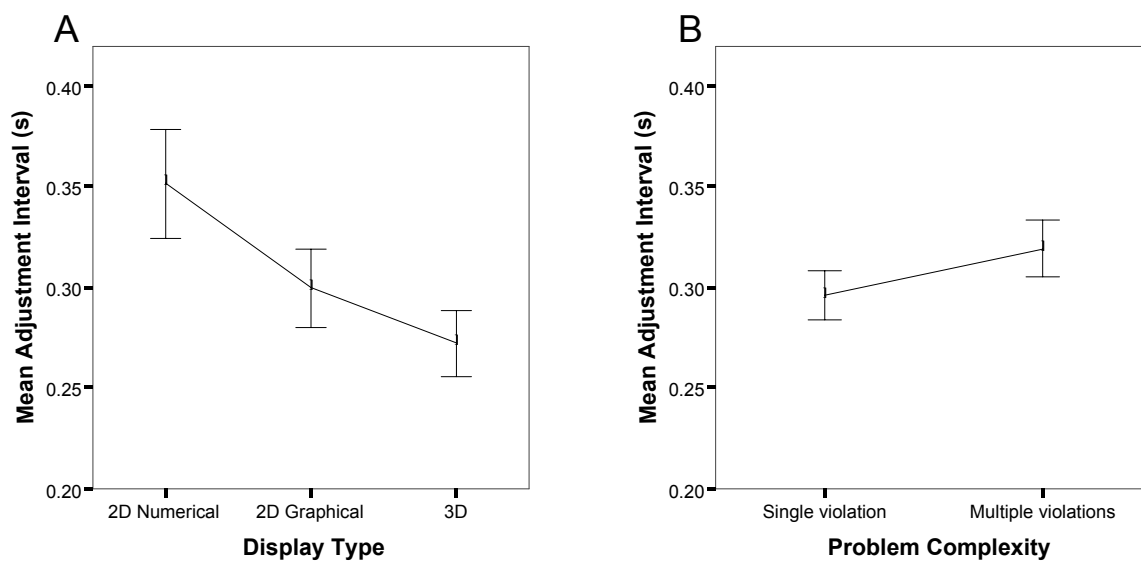 A
Mean Adjustment Interval (s)
0.40
0.35
0.30
0.25
0.20
2D Numerical
2D Graphical
3D
Display Type
B
Mean Adjustment Interval (s)
0.40
0.35
0.30
0.25
0.20
Single violation
Multiple violations
Problem Complexity